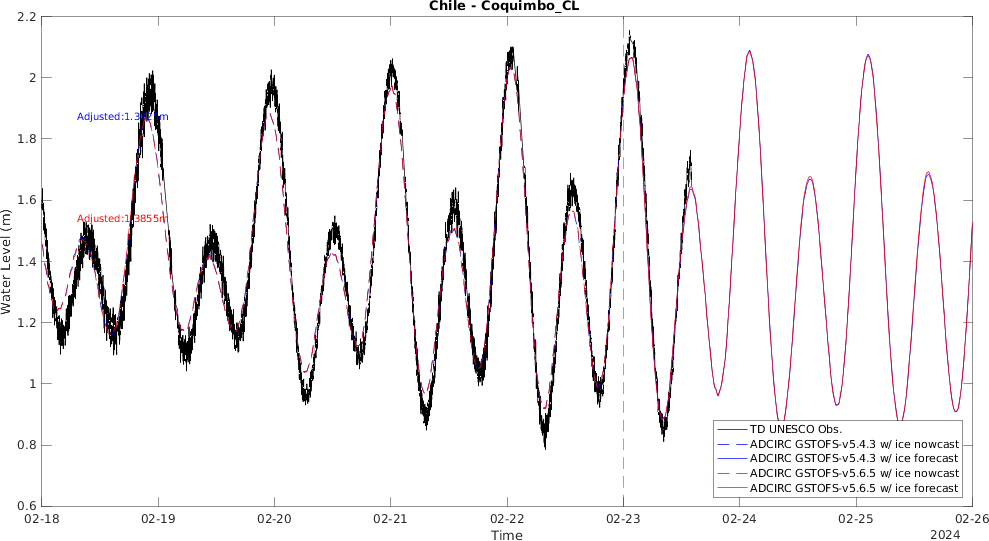 Chile - Coquimbo_CL
2.2
2
1.8
1.6
1.4
1.2
1
0.8
0.6
Water Level (m)
Adjusted:1.3855m
TD UNESCO Obs.
ADCIRC GSTOFS-v5.4.3 w/ ice nowcast
ADCIRC GSTOFS-v5.4.3 w/ ice forecast
ADCIRC GSTOFS-v5.6.5 w/ ice nowcast
ADCIRC GSTOFS-v5.6.5 w/ ice forecast
02-18 02-19 02-20 02-21 02-22 02-23 02-24 02-25 02-26
Time
2024